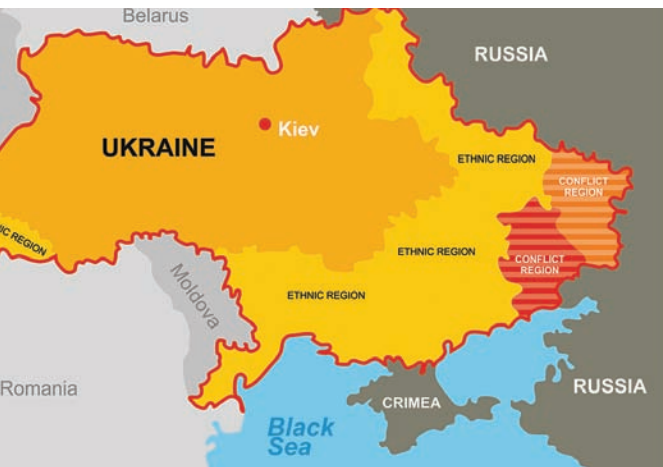 Belarus
RUSSIA
Kiev
UKRAINE
ETHNIC REGION
CONFLICT
REGION
IC REGION
ETHNIC REGION
CONFLICT
REGION
Moldova
ETHNIC REGION
Romania
CRIMEA
RUSSIA
Black
Sea